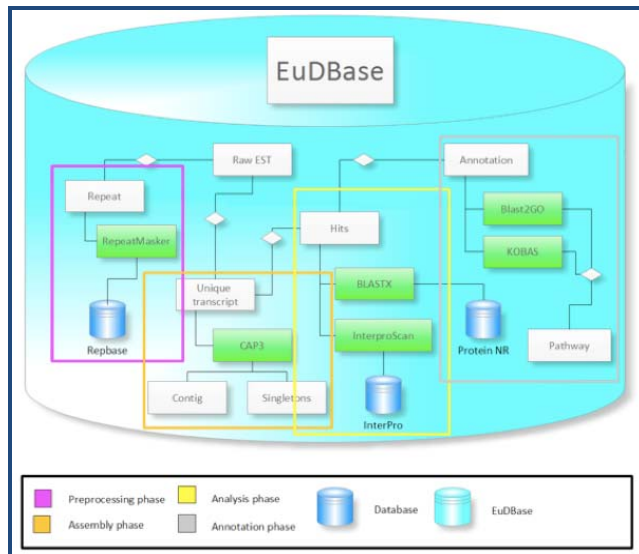 EuDBase
Raw EST
Annotation
Repeat
Blast2GO
Hits
RepeatMasker
KOBAS
BLASTX
Unique
transcript
InterproScan
CAP3
Repbase
Protein NR
Pathway
Contig
Singletons
InterPro
Preprocessing phase
Analysis phase
Database
EuDBase
Assembly phase
Annotation phase